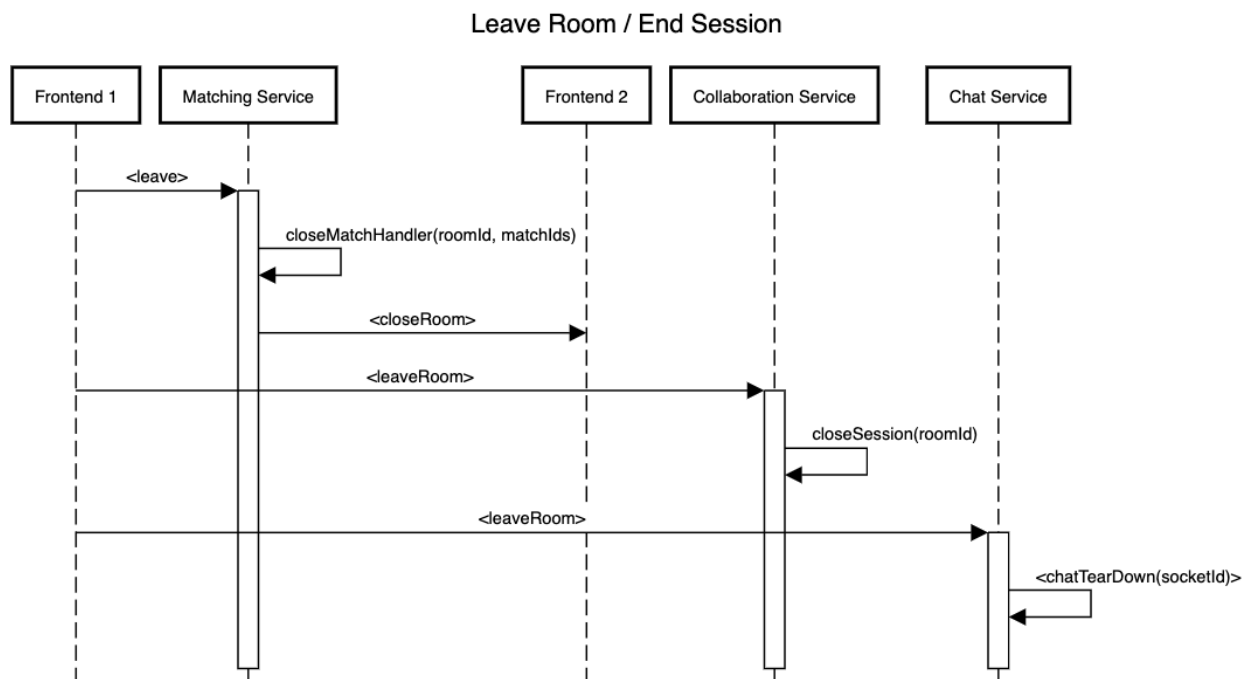 Leave Room / End Session
Frontend 1
Matching Service
Frontend 2
Collaboration Service
Chat Service
<leave>
closeMatchHandler(roomId, matchIds)
<closeRoom>
<leaveRoom>
closeSession(roomId)
<leaveRoom>
<chatTearDown(socketId)>